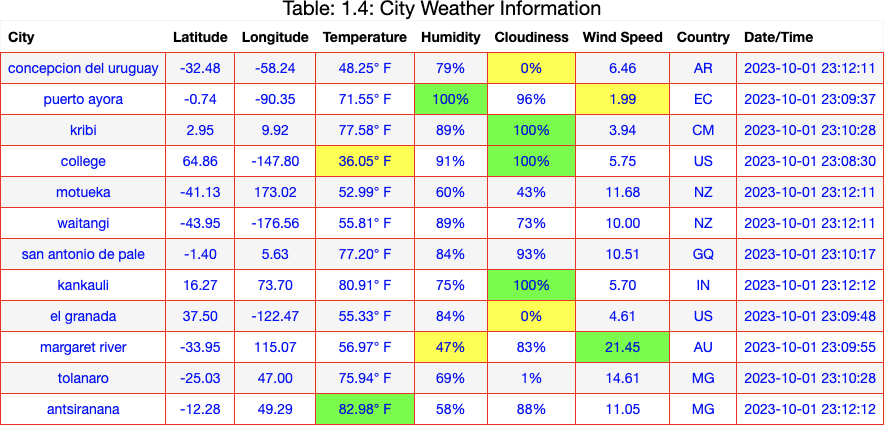 Table: 1.4: City Weather Information
City Latitude Longitude Temperature Humidity Cloudiness Wind Speed Country Date/Time
concepcion del uruguay -32.48 -58.24 48.25° F 79% 0% 6.46 AR 2023-10-01 23:12:11
puerto ayora -0.74 -90.35 71.55° F 100% 96% 1.99 EC 2023-10-01 23:09:37
kribi 2.95 9.92 77.58° F 89% 100% 3.94 CM 2023-10-01 23:10:28
college 64.86 -147.80 36.05° F 91% 100% 5.75 US 2023-10-01 23:08:30
motueka -41.13 173.02 52.99° F 60% 43% 11.68 NZ 2023-10-01 23:12:11
waitangi -43.95 -176.56 55.81° F 89% 73% 10.00 NZ 2023-10-01 23:12:11
san antonio de pale -1.40 5.63 77.20° F 84% 93% 10.51 GQ 2023-10-01 23:10:17
kankauli 16.27 73.70 80.91° F 75% 100% 5.70 IN 2023-10-01 23:12:12
el granada 37.50 -122.47 55.33° F 84% 0% 4.61 US 2023-10-01 23:09:48
margaret river -33.95 115.07 56.97° F 47% 83% 21.45 AU 2023-10-01 23:09:55
tolanaro -25.03 47.00 75.94° F 69% 1% 14.61 MG 2023-10-01 23:10:28
antsiranana -12.28 49.29 82.98° F 58% 88% 11.05 MG 2023-10-01 23:12:12